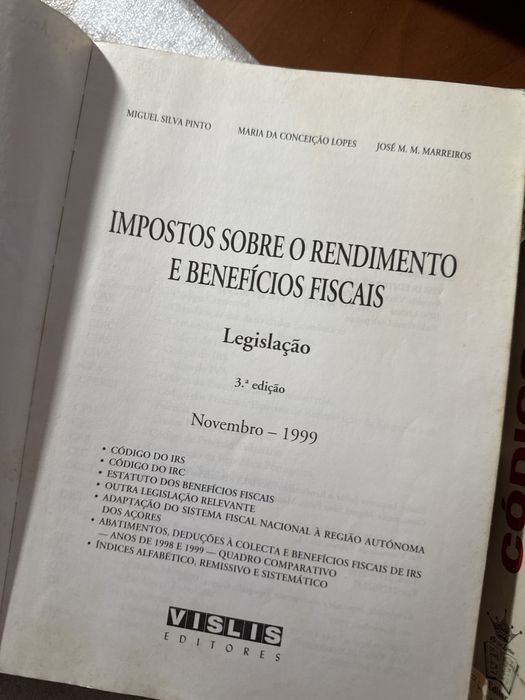 MIGUEL SILVA PINTO MARIA DA CONCEIÇÃO LOPES JOSÉ M. M. MARREIROS
IMPOSTOS SOBRE O RENDIMENTO
E BENEFÍCIOS FISCAIS
Legislação
3.ª edição
Novembro – 1999
• CÓDIGO DO IRS
• CÓDIGO DO IRC
• ESTATUTO DOS BENEFÍCIOS FISCAIS
• OUTRA LEGISLAÇÃO RELEVANTE
• ADAPTAÇÃO DO SISTEMA FISCAL NACIONAL À REGIÃO AUTÓNOMA
DOS AÇORES
• ABATIMENTOS, DEDUÇÕES À COLECTA E BENEFÍCIOS FISCAIS DE IRS
— ANOS DE 1998 E 1999 — QUADRO COMPARATIVO
• ÍNDICES ALFABÉTICO, REMISSIVO E SISTEMÁTICO
VISLIS
EDITORES